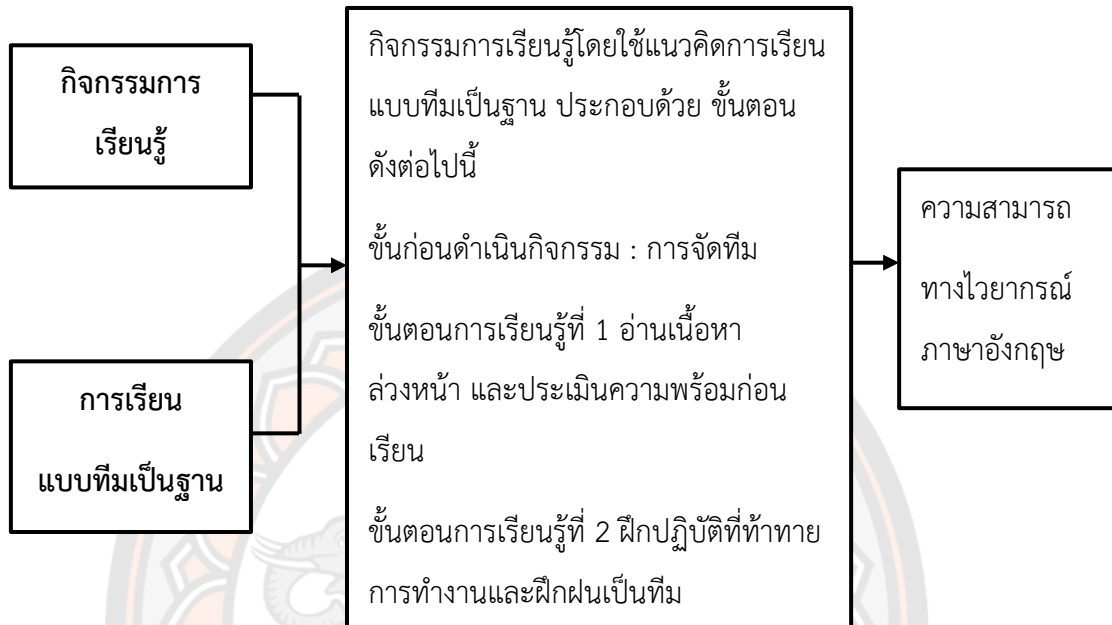 กิจกรรมการ
เรียนรู้
การเรียน
แบบทีมเป็นฐาน
กิจกรรมการเรียนรู้โดยใช้แนวคิดการเรียน
แบบทีมเป็นฐาน ประกอบด้วย ขั้นตอน
ดังต่อไปนี้
ขั้นก่อนดำเนินกิจกรรม : การจัดทีม
ขั้นตอนการเรียนรู้ที่ 1 อ่านเนื้อหา
ล่วงหน้า และประเมินความพร้อมก่อน
เรียน
ขั้นตอนการเรียนรู้ที่ 2 ฝึกปฏิบัติที่ท้าทาย
การทำงานและฝึกฝนเป็นทีม
ความสามารถ
ทางไวยากรณ์
ภาษาอังกฤษ